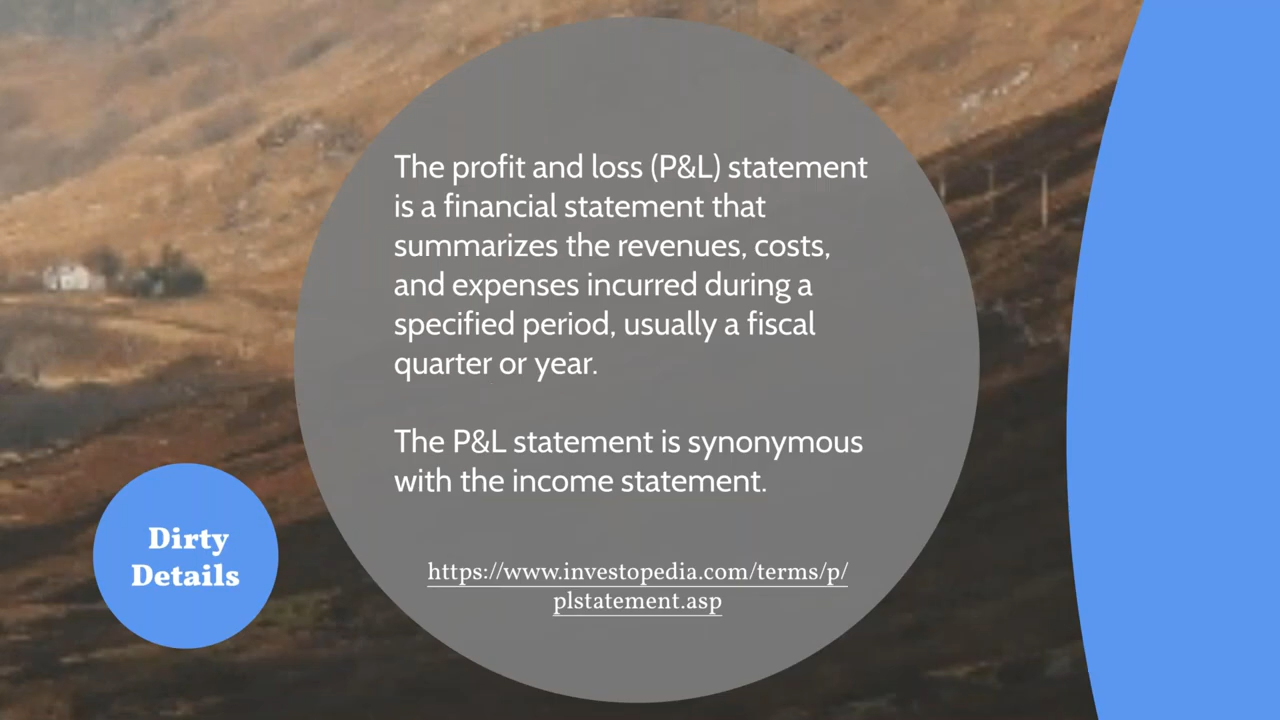 The profit and loss (P&L) statement
is a financial statement that
summarizes the revenues, costs,
and expenses incurred during a
specified period, usually a fiscal
quarter or year.
The P&L statement is synonymous
with the income statement.
Dirty
Details
https://www.investopedia.com/terms/p/
plstatement.asp